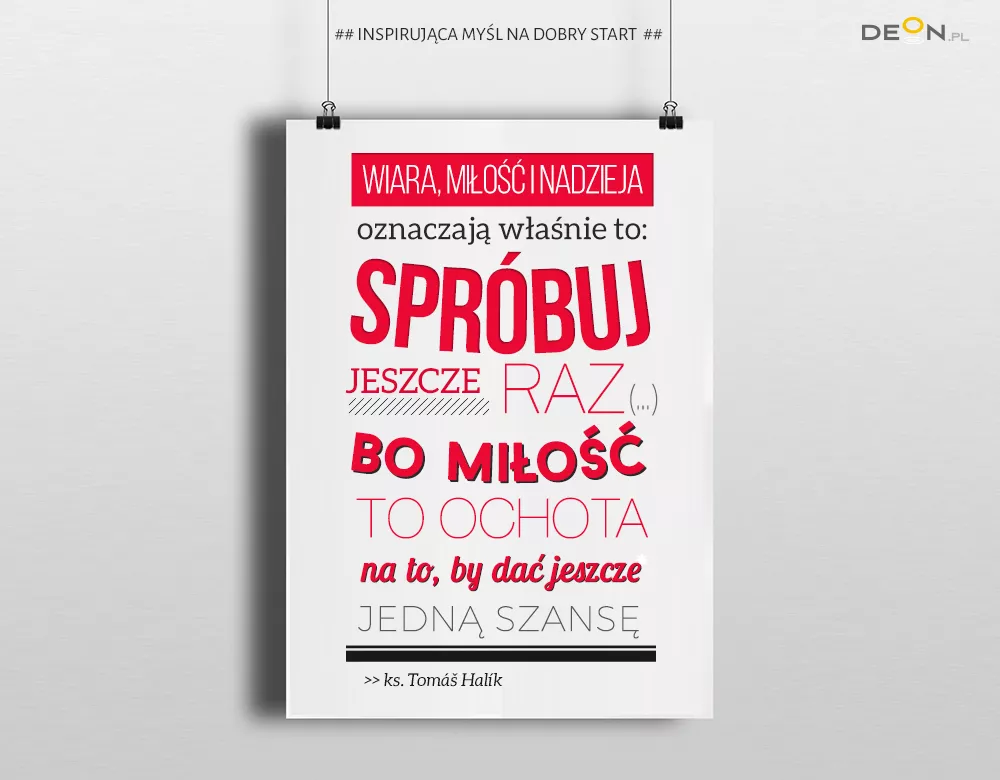 ## INSPIRUJĄCA MYŚL NA DOBRY START ##
DEON.PL
WIARA, MIŁOŚĆ I NADZIEJA
oznaczają właśnie to:
SPRÓBUJ
JESZCZE RAZ (...)
BO MIŁOŚĆ
TO OCHOTA
na to, by dać jeszcze
JEDNĄ SZANSĘ
>> ks. Tomáš Halík